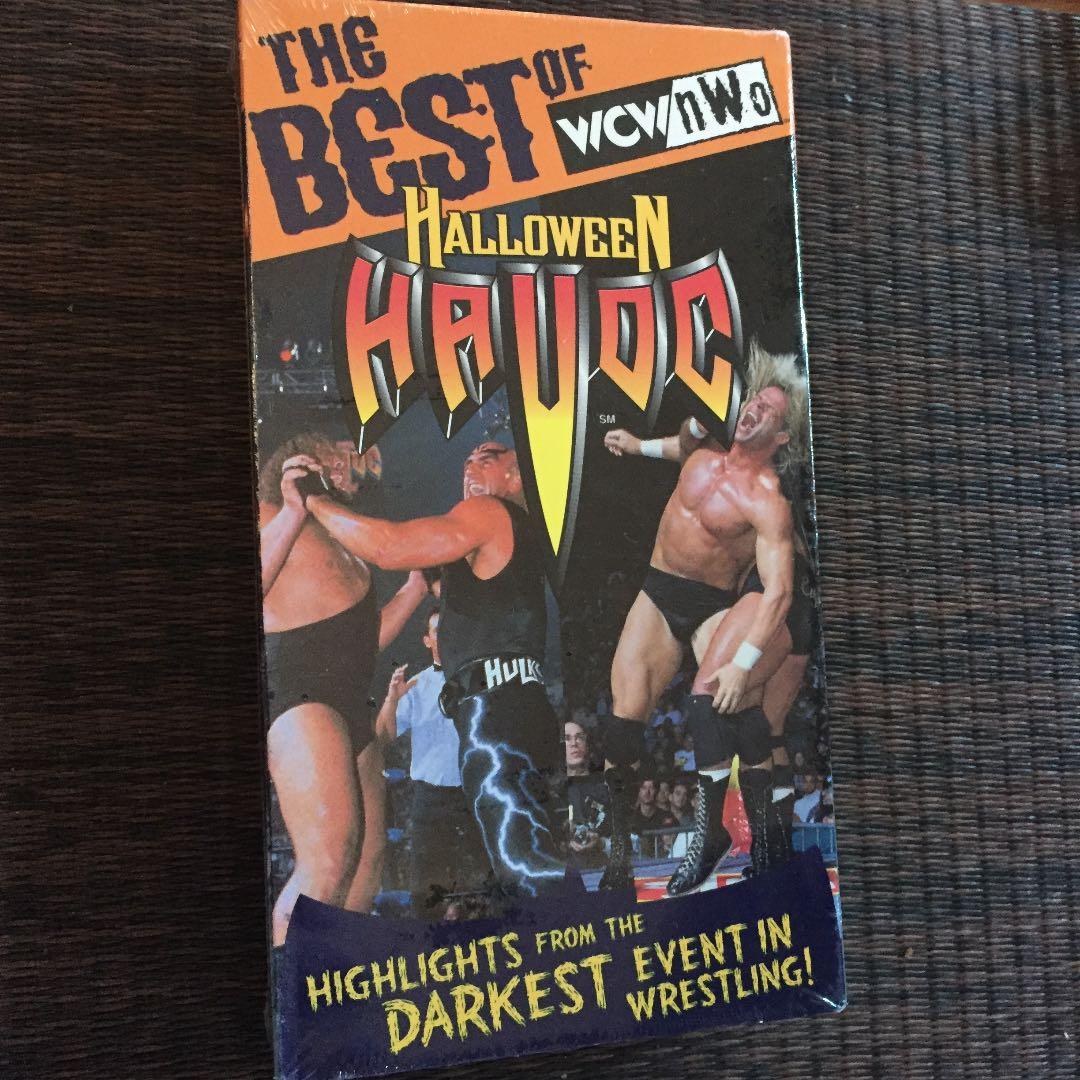 THE
BEST OF
WCW/nWo
HALLOWEEN
HAVOC
SM
HULK
HIGHLIGHTS FROM THE
DARKEST EVENT IN
WRESTLING!